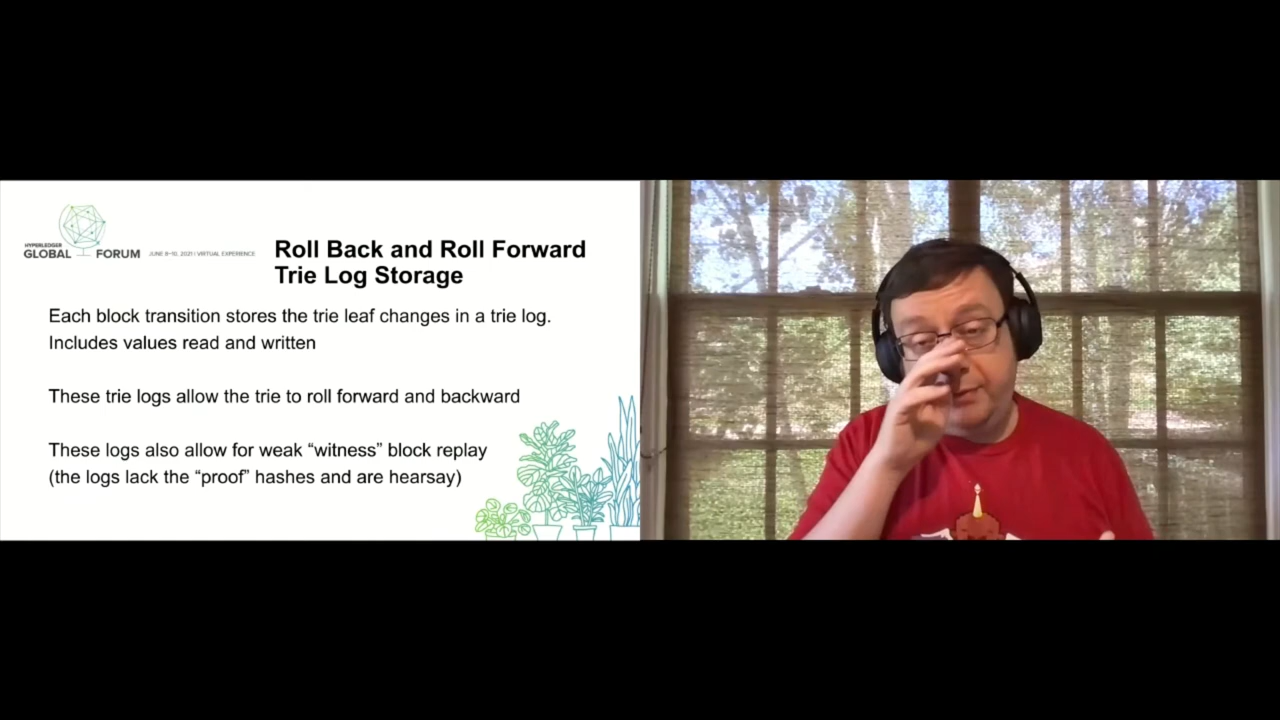 HYPERLEDGER
GLOBAL FORUM JUNE 8-10, 2021 | VIRTUAL EXPERIENCE
Roll Back and Roll Forward
Trie Log Storage
Each block transition stores the trie leaf changes in a trie log.
Includes values read and written
These trie logs allow the trie to roll forward and backward
These logs also allow for weak “witness” block replay
(the logs lack the “proof” hashes and are hearsay)